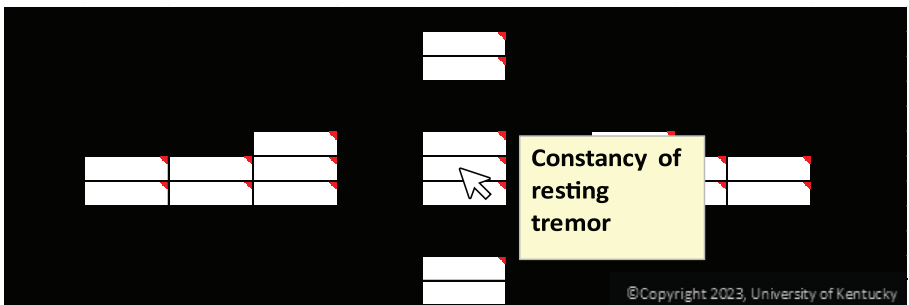 Constancy of
resting
tremor
©Copyright 2023, University of Kentucky